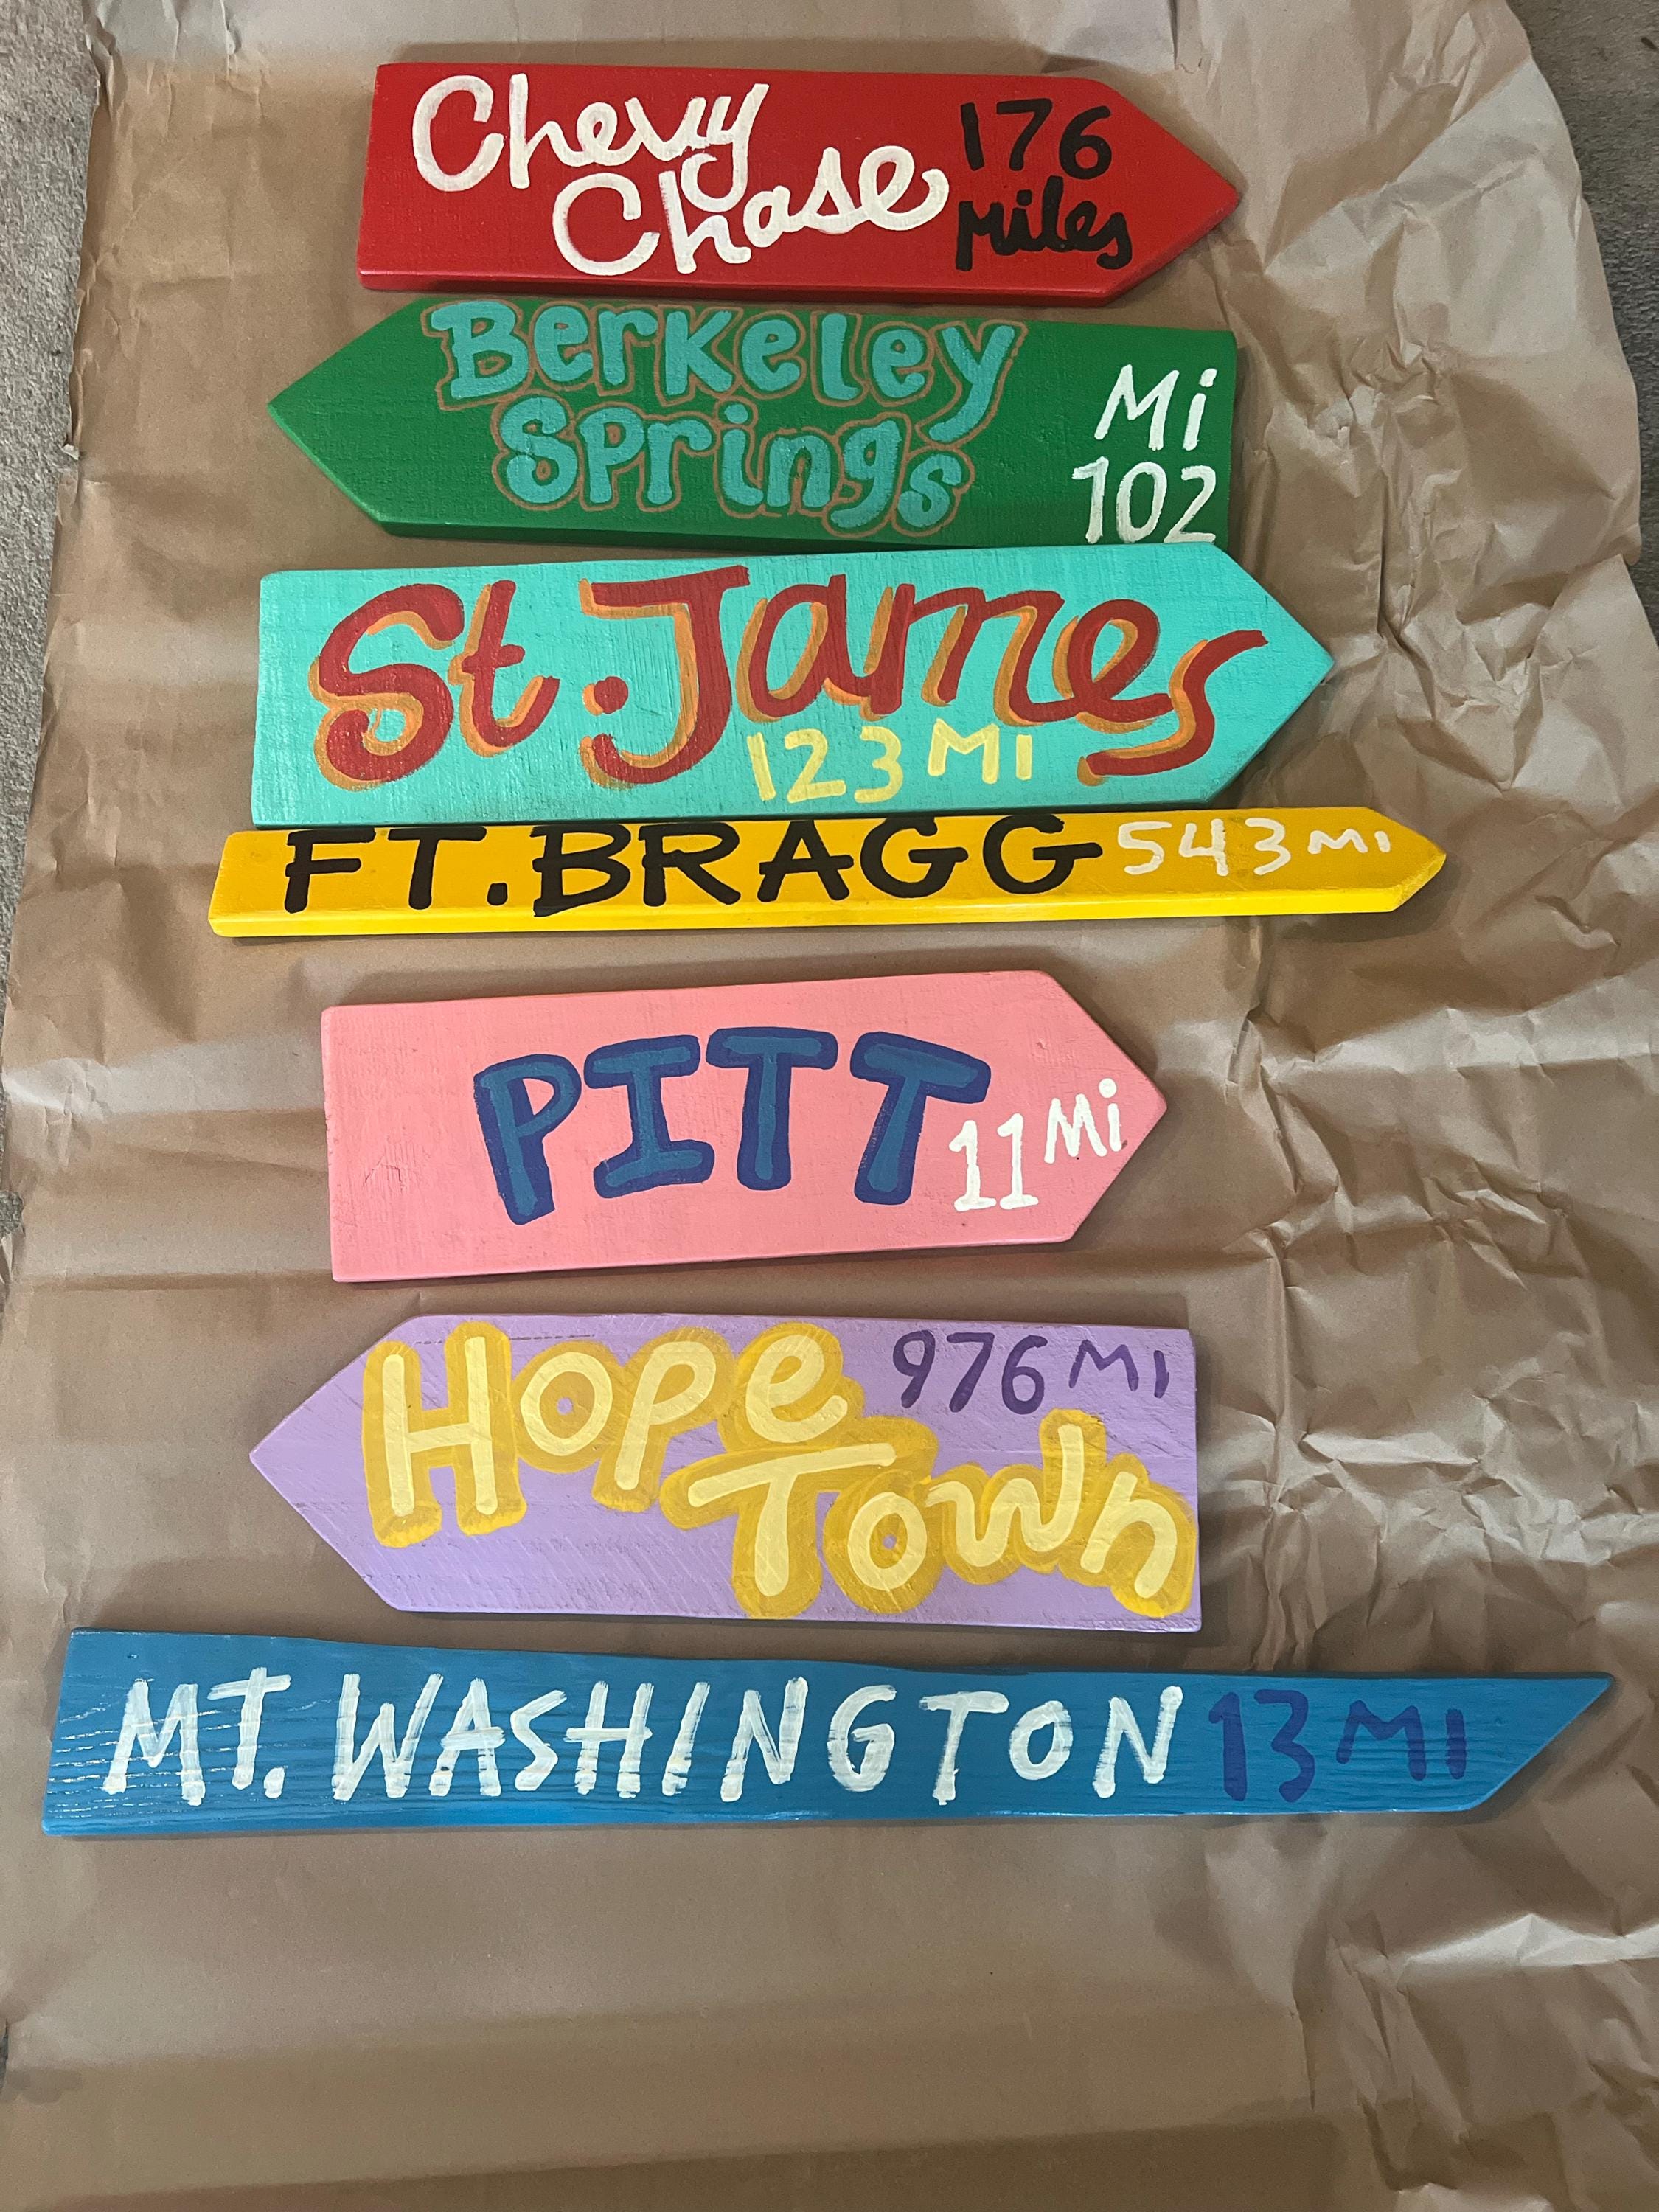 Chevy
Chase
176
miles
Berkeley
Springs
Mi
102
St. James
123 MI
FT. BRAGG 543 MI
PITT
11 Mi
Hope
Town
976 MI
MT. WASHINGTON 13 MI